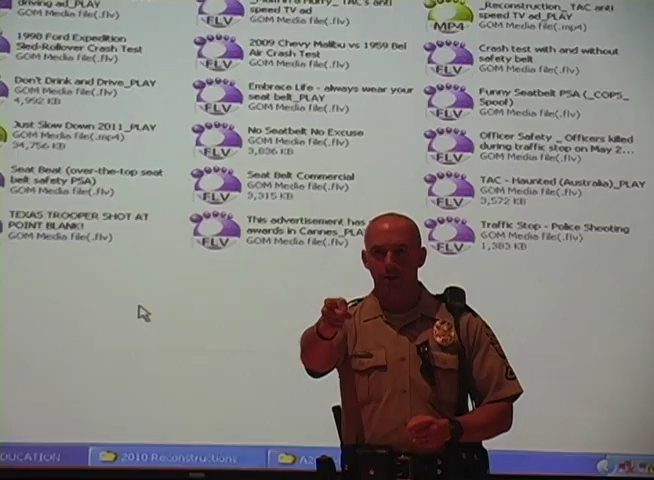 driving ad_PLAY
GOM Media file(.flv)
TV ad
GOM Media file(.flv)
FLV
_Reconstruction_ TAC anti
speed TV ad_PLAY
GOM Media file(.mp4)
MP4
1998 Ford Expedition
Sled-Rollover Crash Test
GOM Media file(.flv)
2009 Chevy Malibu vs 1959 Bel
Air Crash Test
GOM Media file(.flv)
FLV
Crash test with and without
safety belt
GOM Media file(.flv)
FLV
Don't Drink and Drive_PLAY
GOM Media file(.flv)
4,992 KB
Embrace Life - always wear your
seat belt_PLAY
GOM Media file(.flv)
FLV
Funny Seatbelt PSA (_COPS_
Spoof)
GOM Media file(.flv)
FLV
Just Slow Down 2011_PLAY
GOM Media file(.mp4)
34,756 KB
No Seatbelt No Excuse
GOM Media file(.flv)
3,836 KB
FLV
Officer Safety _ Officers killed
during traffic stop on May 2...
GOM Media file(.flv)
FLV
Seat Beat (over-the-top seat
belt safety PSA)
GOM Media file(.flv)
Seat Belt Commercial
GOM Media file(.flv)
3,315 KB
FLV
TAC - Haunted (Australia)_PLAY
GOM Media file(.flv)
3,572 KB
FLV
TEXAS TROOPER SHOT AT
POINT BLANK!
GOM Media file(.flv)
This advertisement has
awards in Cannes_PLA
GOM Media file(.flv)
FLV
Traffic Stop - Police Shooting
GOM Media file(.flv)
1,383 KB
FLV
DUCATION
2010 Reconstructions